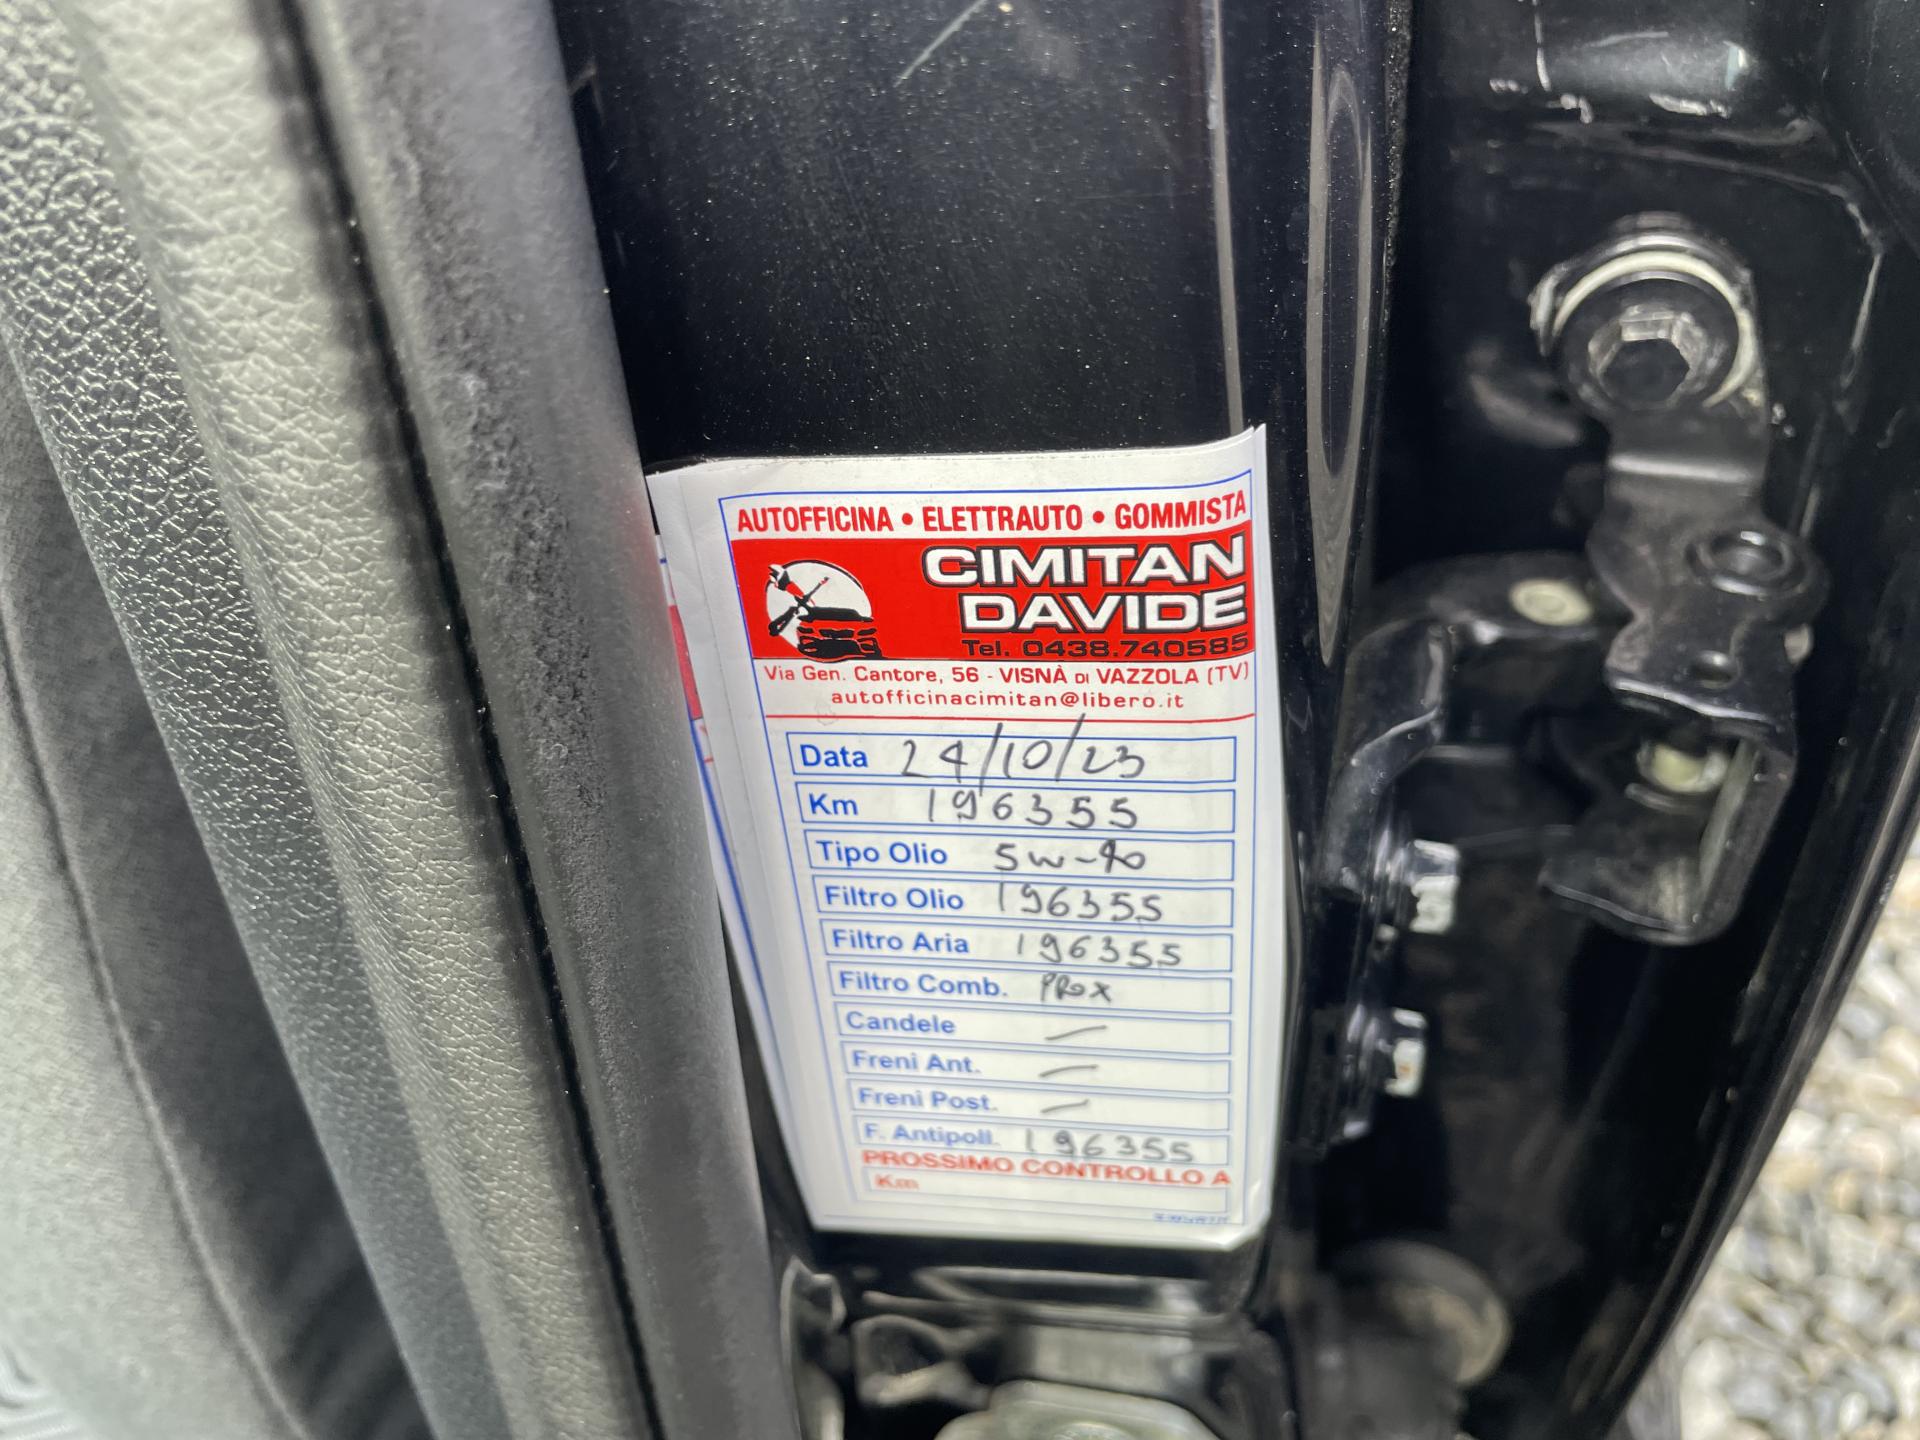 AUTOFFICINA • ELETTRAUTO • GOMMISTA
CIMITAN
DAVIDE
Tel. 0438.740585
Via Gen. Cantore, 56 - VISNÀ DI VAZZOLA (TV)
autofficinacimitan@libero.it
Data 24/10/23
Km 196355
Tipo Olio 5w-40
Filtro Olio 196355
Filtro Aria 196355
Filtro Comb. PROX
Candele —
Freni Ant. —
Freni Post. —
F. Antipoll. 196355
PROSSIMO CONTROLLO A
Km